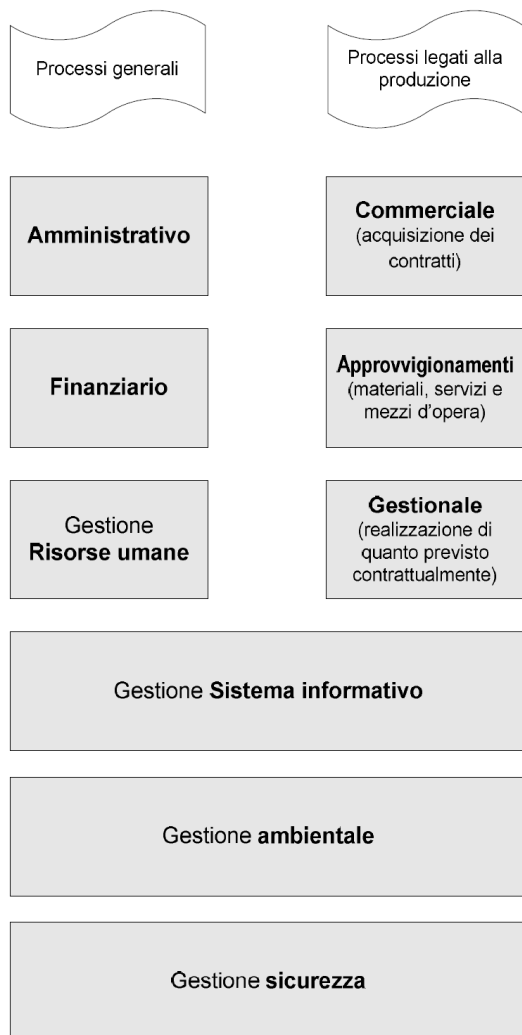 Processi generali
Processi legati alla
produzione
Amministrativo
Commerciale
(acquisizione dei
contratti)
Finanziario
Approvvigionamenti
(materiali, servizi e
mezzi d'opera)
Gestione
Risorse umane
Gestionale
(realizzazione di
quanto previsto
contrattualmente)
Gestione Sistema informativo
Gestione ambientale
Gestione sicurezza